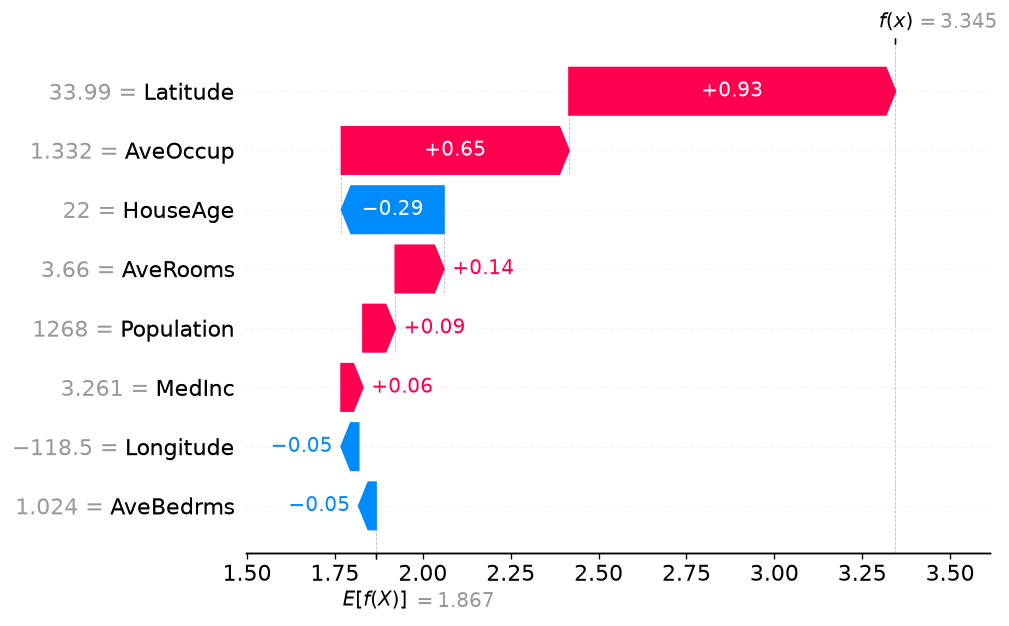 f(x) = 3.345
33.99 = Latitude +0.93
1.332 = AveOccup +0.65
22 = HouseAge −0.29
3.66 = AveRooms +0.14
1268 = Population +0.09
3.261 = MedInc +0.06
−118.5 = Longitude −0.05
1.024 = AveBedrms −0.05
1.50 1.75 2.00 2.25 2.50 2.75 3.00 3.25 3.50
E[f(X)] = 1.867